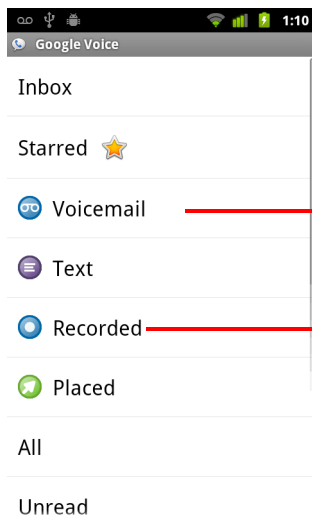 1:10
Google Voice
Inbox
Starred
Voicemail
Text
Recorded
Placed
All
Unread